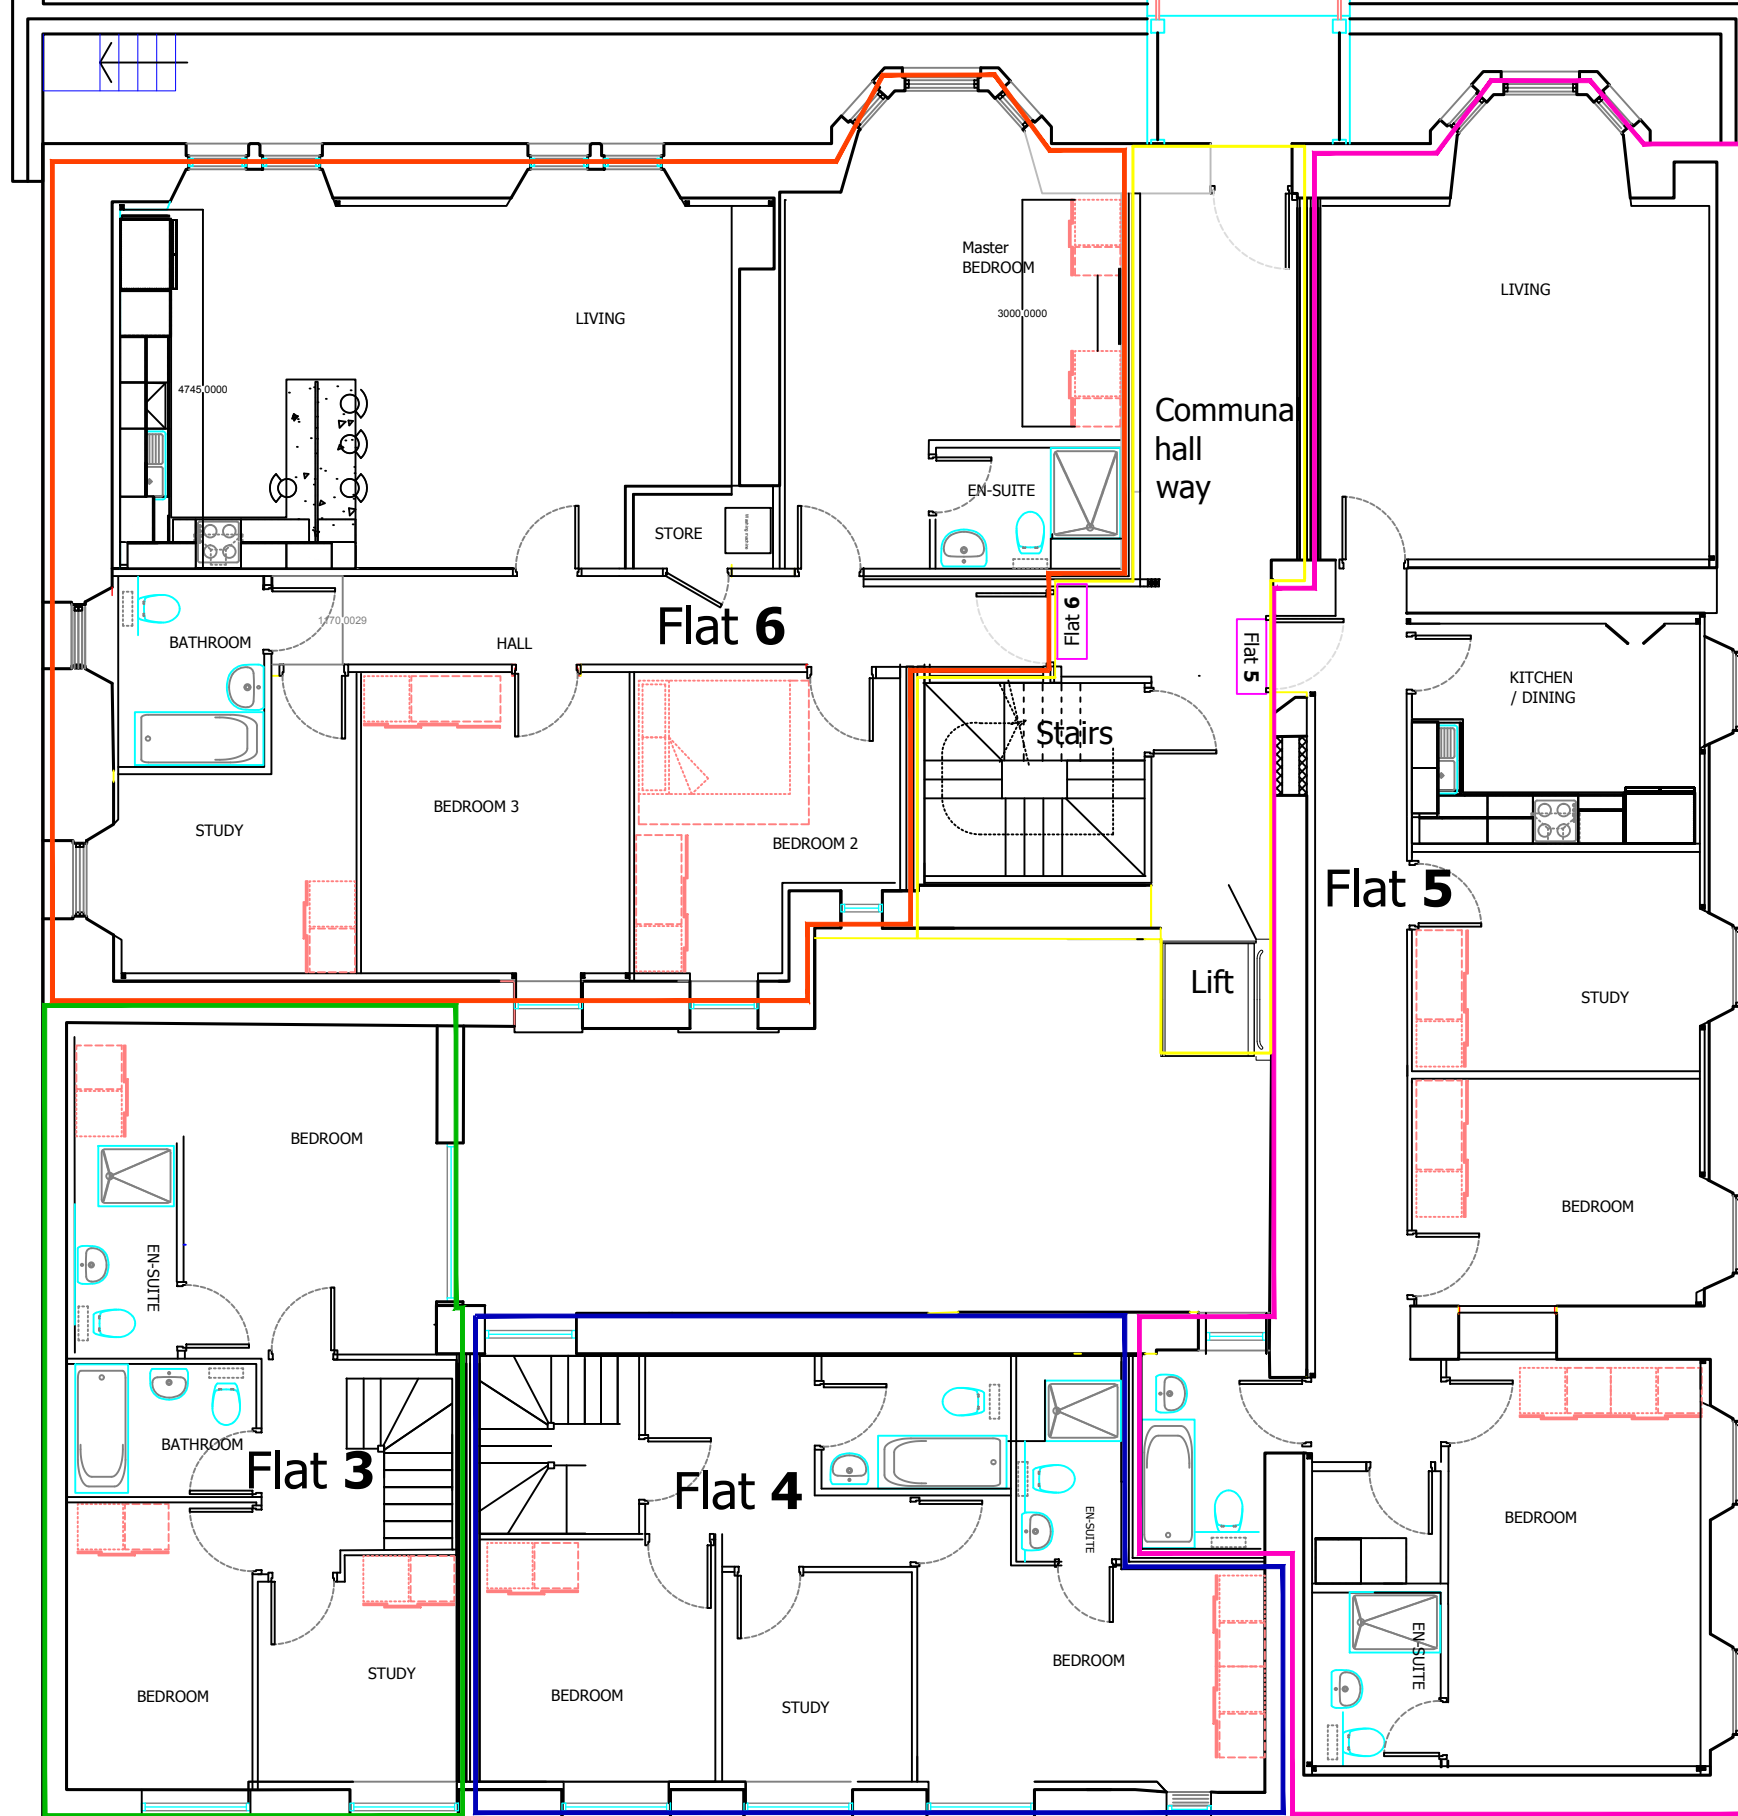 Master
BEDROOM
LIVING
LIVING
3000.0000
4745.0000
Communa
hall
way
EN-SUITE
STORE
Flat 6
Flat 6
Flat 5
1170.0029
BATHROOM
HALL
KITCHEN
/ DINING
Stairs
BEDROOM 3
STUDY
BEDROOM 2
Flat 5
Lift
STUDY
BEDROOM
BEDROOM
EN-SUITE
BATHROOM
Flat 3
Flat 4
EN-SUITE
BEDROOM
EN-SUITE
STUDY
BEDROOM
BEDROOM
BEDROOM
STUDY